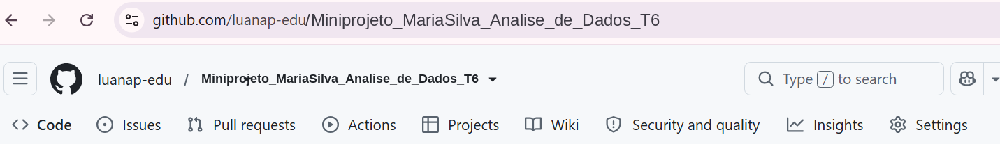 github.com/luanap-edu/Miniprojeto_MariaSilva_Analise_de_Dados_T6
luanap-edu / Miniprojeto_MariaSilva_Analise_de_Dados_T6 Type / to search
Code Issues Pull requests Actions Projects Wiki Security and quality Insights Settings